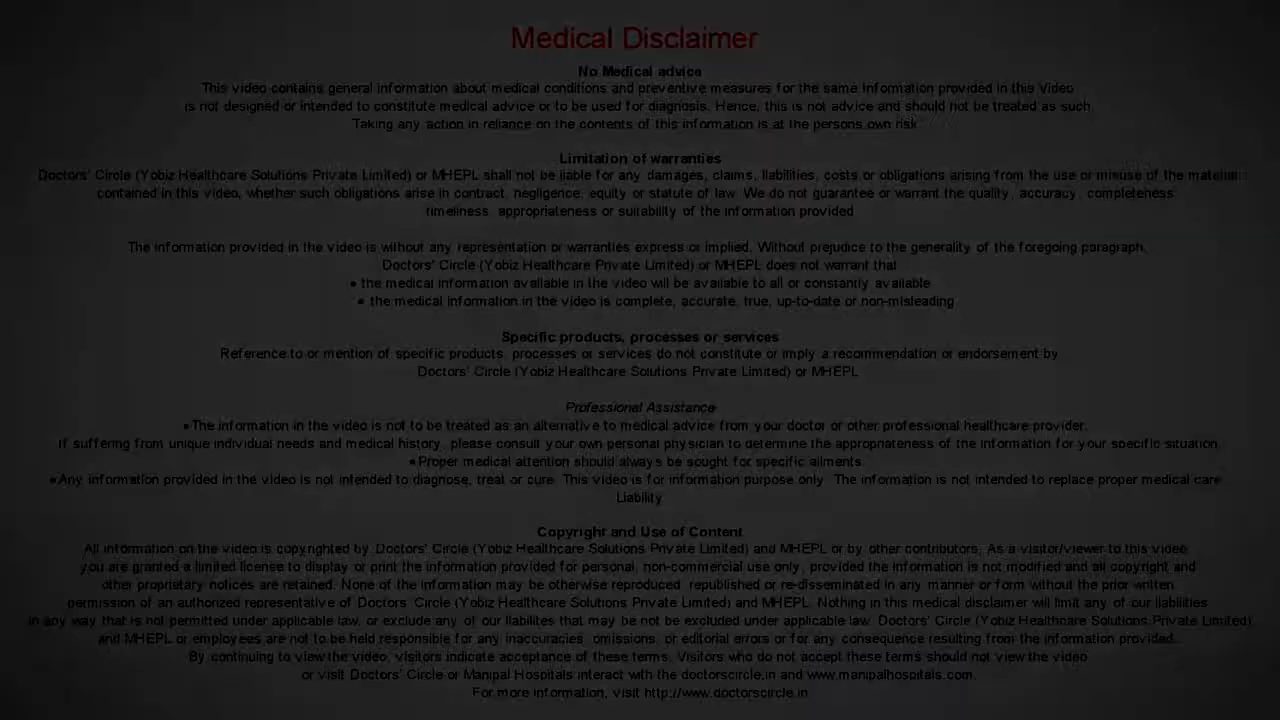 Medical Disclaimer
No Medical advice
This video contains general information about medical conditions and preventive measures for the same Information provided in this Video
is not designed or intended to constitute medical advice or to be used for diagnosis. Hence, this is not advice and should not be treated as such.
Taking any action in reliance on the contents of this information is at the persons own risk
Limitation of warranties
Doctors' Circle (Yobiz Healthcare Solutions Private Limited) or MHEPL shall not be liable for any damages, claims, liabilities, costs or obligations arising from the use or misuse of the material
contained in this video, whether such obligations arise in contract, negligence, equity or statute of law. We do not guarantee or warrant the quality, accuracy, completeness
timeliness, appropriateness or suitability of the information provided
The information provided in the video is without any representation or warranties express or implied. Without prejudice to the generality of the foregoing paragraph,
Doctors' Circle (Yobiz Healthcare Private Limited) or MHEPL does not warrant that
• the medical information available in the video will be available to all or constantly available
• the medical information in the video is complete, accurate, true, up-to-date or non-misleading
Specific products, processes or services
Reference to or mention of specific products, processes or services do not constitute or imply a recommendation or endorsement by
Doctors' Circle (Yobiz Healthcare Solutions Private Limited) or MHEPL
Professional Assistance
•The information in the video is not to be treated as an alternative to medical advice from your doctor or other professional healthcare provider.
If suffering from unique individual needs and medical history, please consult your own personal physician to determine the appropriateness of the information for your specific situation.
•Proper medical attention should always be sought for specific ailments.
•Any information provided in the video is not intended to diagnose, treat or cure. This video is for information purpose only. The information is not intended to replace proper medical care.
Liability
Copyright and Use of Content
All information on the video is copyrighted by Doctors' Circle (Yobiz Healthcare Solutions Private Limited) and MHEPL or by other contributors. As a visitor/viewer to this video,
you are granted a limited license to display or print the information provided for personal, non-commercial use only, provided the information is not modified and all copyright and
other proprietary notices are retained. None of the information may be otherwise reproduced, republished or re-disseminated in any manner or form without the prior written
permission of an authorized representative of Doctors' Circle (Yobiz Healthcare Solutions Private Limited) and MHEPL. Nothing in this medical disclaimer will limit any of our liabilities
in any way that is not permitted under applicable law, or exclude any of our liabilites that may be not be excluded under applicable law. Doctors' Circle (Yobiz Healthcare Solutions Private Limited)
and MHEPL or employees are not to be held responsible for any inaccuracies, omissions, or editorial errors or for any consequence resulting from the information provided.
By continuing to view the video, visitors indicate acceptance of these terms. Visitors who do not accept these terms should not view the video
or visit Doctors' Circle or Manipal Hospitals interact with the doctorscircle.in and www.manipalhospitals.com.
For more information, visit http://www.doctorscircle.in